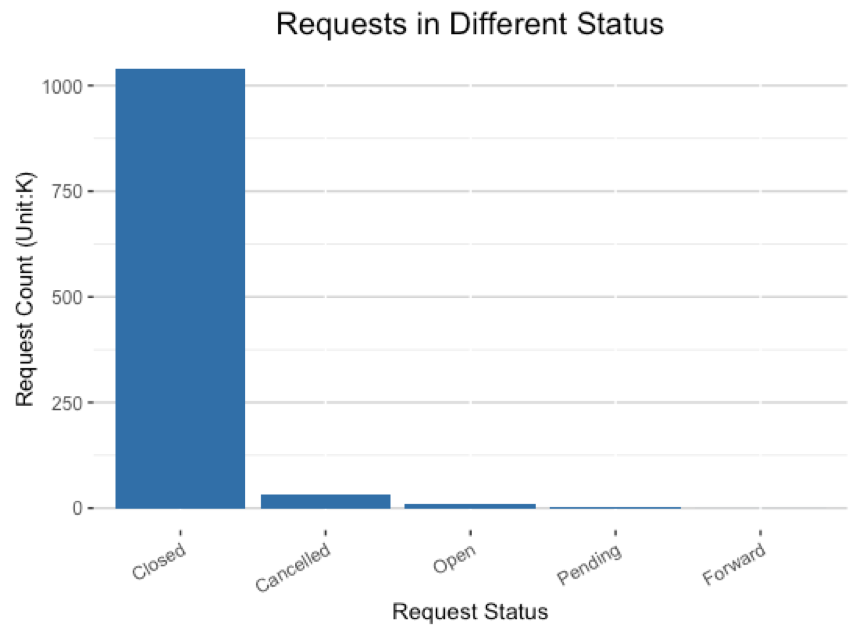 Requests in Different Status
Request Count (Unit:K)
1000
750
500
250
0
Closed
Cancelled
Open
Pending
Forward
Request Status